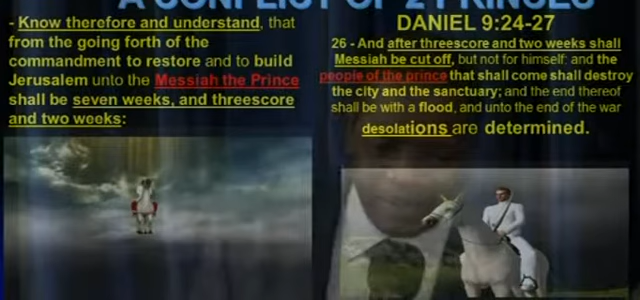 A CONFLICT OF 2 PRINCES
DANIEL 9:24-27
- Know therefore and understand, that
from the going forth of the
commandment to restore and to build
Jerusalem unto the Messiah the Prince
shall be seven weeks, and threescore
and two weeks:
26 - And after threescore and two weeks shall
Messiah be cut off, but not for himself: and the
people of the prince that shall come shall destroy
the city and the sanctuary; and the end thereof
shall be with a flood, and unto the end of the war
desolations are determined.